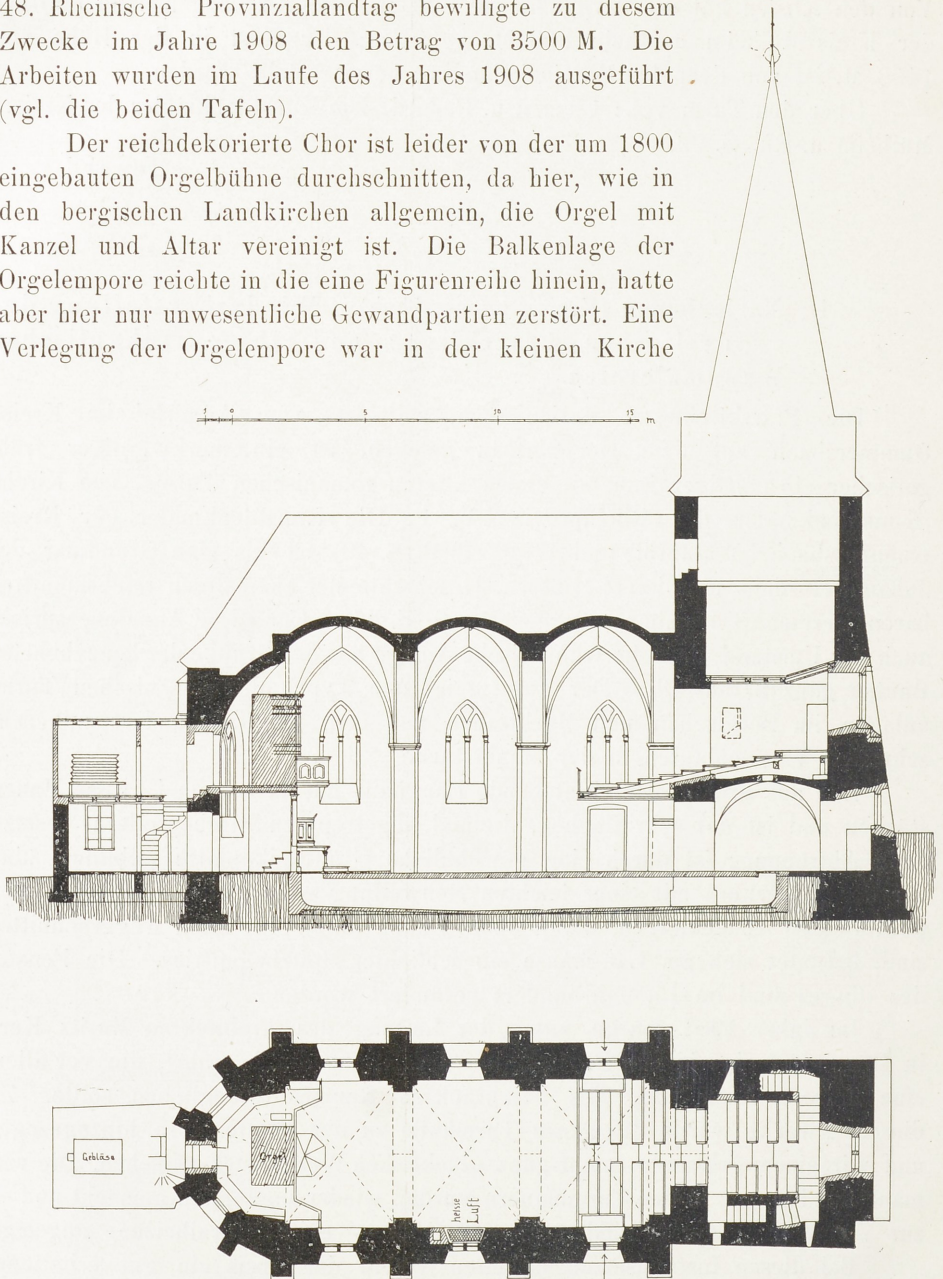 48. Rheinische Provinziallandtag bewilligte zu diesem
Zwecke im Jahre 1908 den Betrag von 3500 M. Die
Arbeiten wurden im Laufe des Jahres 1908 ausgeführt
(vgl. die beiden Tafeln).
Der reichdekorierte Chor ist leider von der um 1800
eingebauten Orgelbühne durchschnitten, da hier, wie in
den bergischen Landkirchen allgemein, die Orgel mit
Kanzel und Altar vereinigt ist. Die Balkenlage der
Orgelempore reichte in die eine Figurenreihe hinein, hatte
aber hier nur unwesentliche Gewandpartien zerstört. Eine
Verlegung der Orgelempore war in der kleinen Kirche
1 0 5 10 15 m
Gebläse
Orgel
heisse
Luft